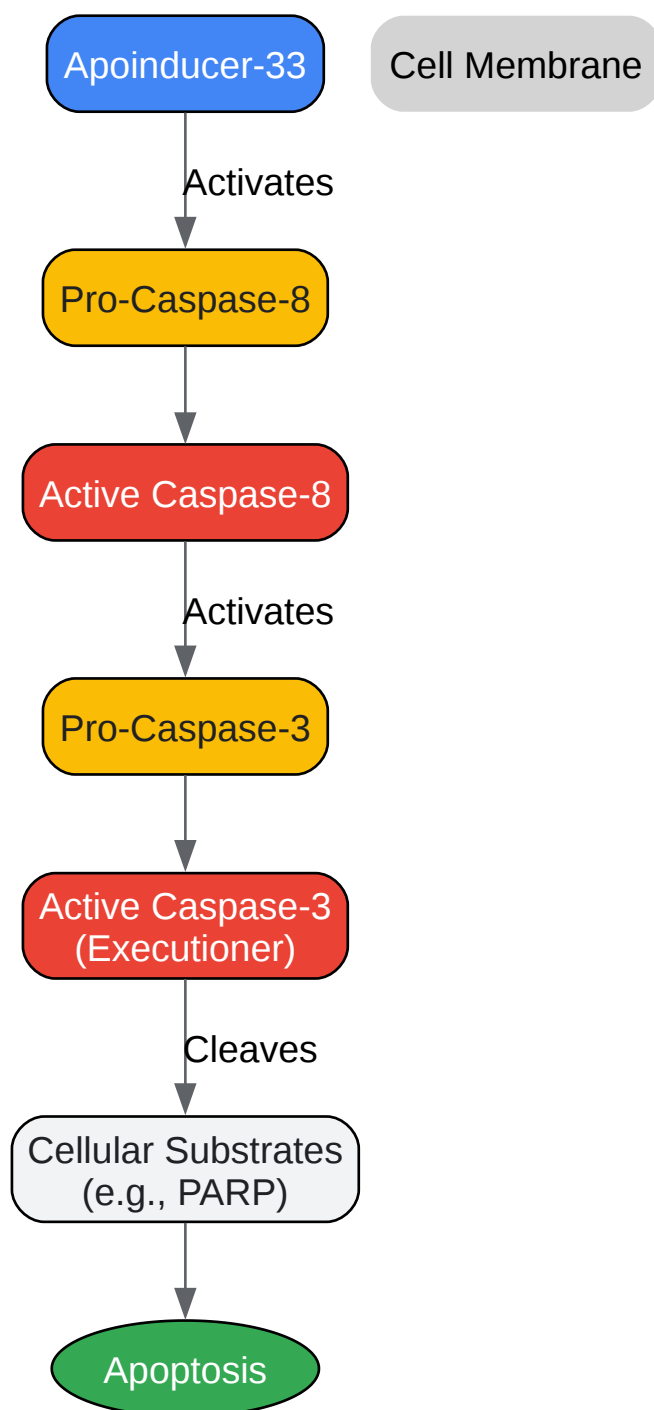 Apoinducer-33
Cell Membrane
Activates
Pro-Caspase-8
Active Caspase-8
Activates
Pro-Caspase-3
Active Caspase-3
(Executioner)
Cleaves
Cellular Substrates
(e.g., PARP)
Apoptosis